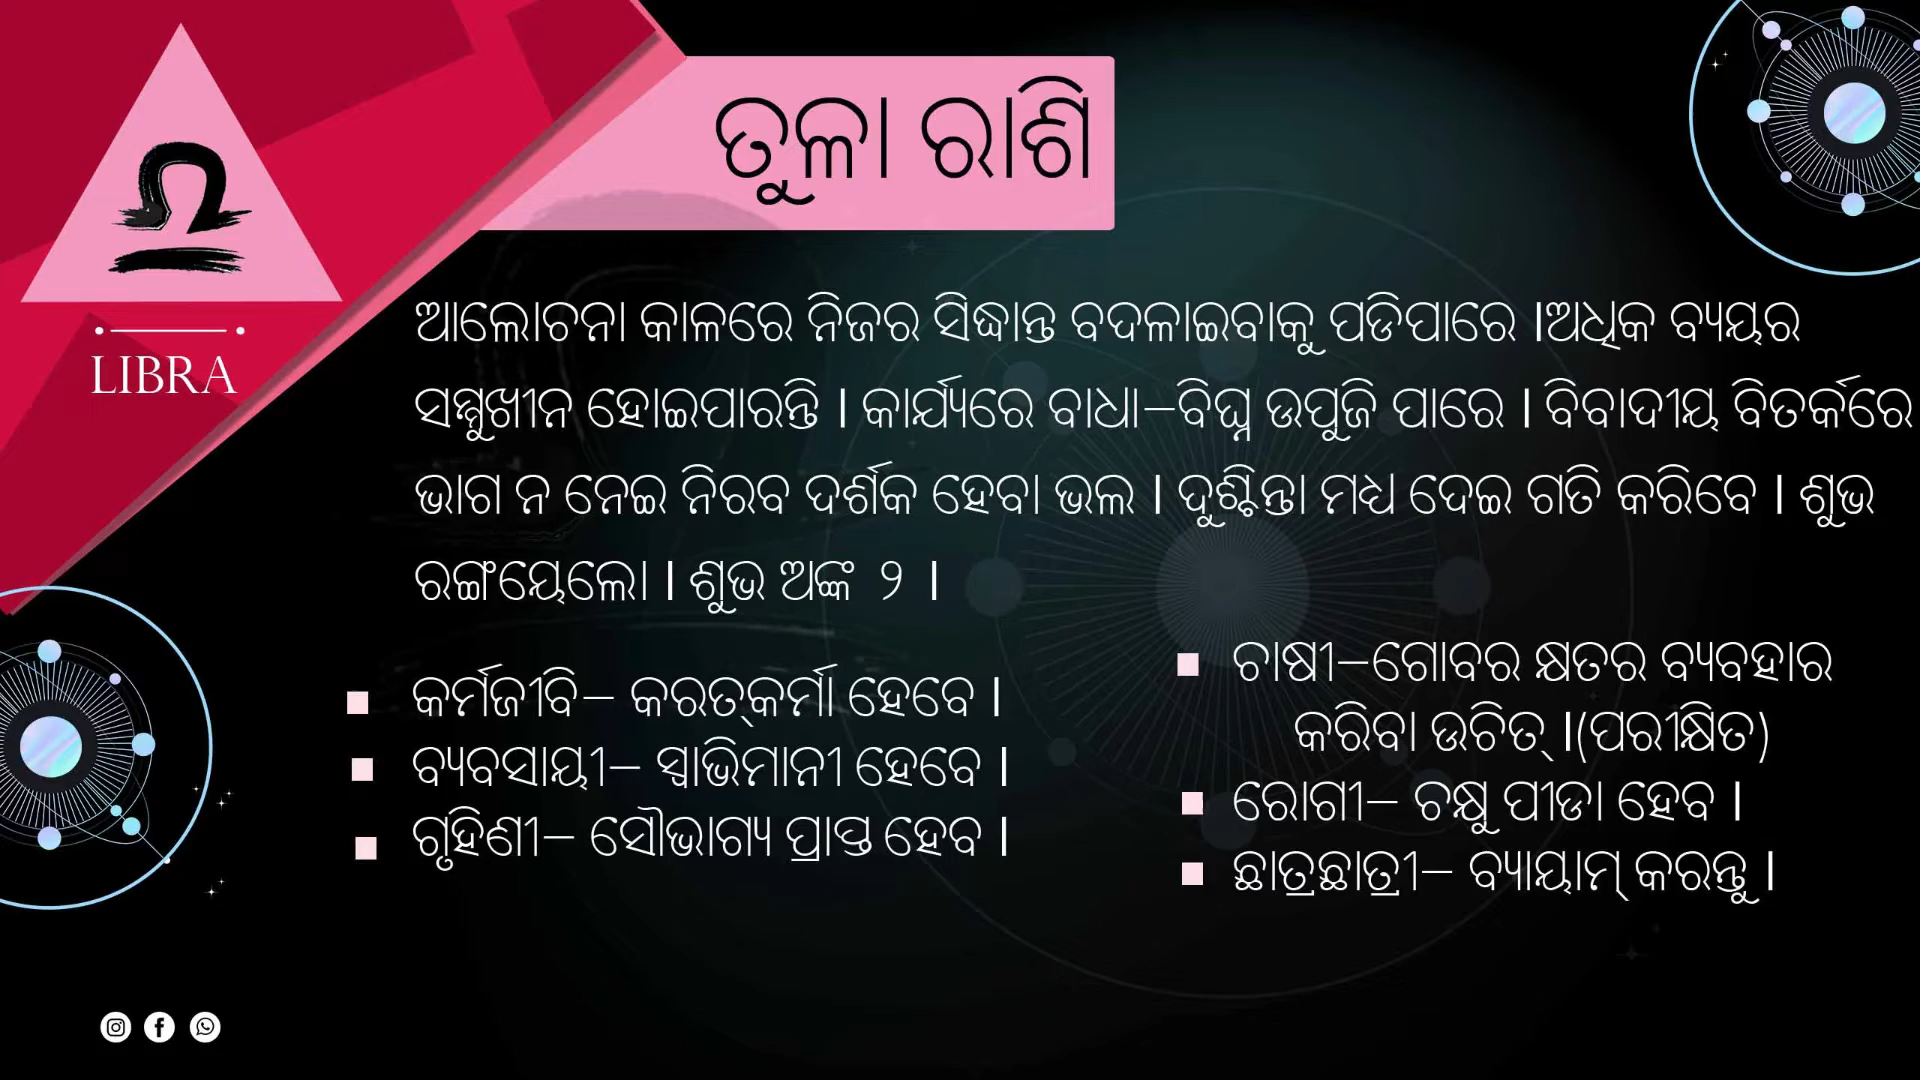 ତୁଳା ରାଶି
LIBRA
ଆଲୋଚନା କାଳରେ ନିଜର ସିଦ୍ଧାନ୍ତ ବଦଳାଇବାକୁ ପଡିପାରେ ।ଅଧିକ ବ୍ୟୟର
ସମ୍ମୁଖୀନ ହୋଇପାରନ୍ତି । କାର୍ଯ୍ୟରେ ବାଧା–ବିଘ୍ନ ଉପୁଜି ପାରେ । ବିବାଦୀୟ ବିତର୍କରେ
ଭାଗ ନ ନେଇ ନିରବ ଦର୍ଶକ ହେବା ଭଲ । ଦୁଶ୍ଚିନ୍ତା ମଧ୍ୟ ଦେଇ ଗତି କରିବେ । ଶୁଭ
ରଙ୍ଗୟେଲୋ । ଶୁଭ ଅଙ୍କ ୨ ।
କର୍ମଜୀବି– କରତ୍‌କର୍ମା ହେବେ ।
ବ୍ୟବସାୟୀ– ସ୍ୱାଭିମାନୀ ହେବେ ।
ଗୃହିଣୀ– ସୌଭାଗ୍ୟ ପ୍ରାପ୍ତ ହେବ ।
ଚାଷୀ–ଗୋବର କ୍ଷତର ବ୍ୟବହାର
କରିବା ଉଚିତ୍ ।(ପରୀକ୍ଷିତ)
ରୋଗୀ– ଚକ୍ଷୁ ପୀଡା ହେବ ।
ଛାତ୍ରଛାତ୍ରୀ– ବ୍ୟାୟାମ୍ କରନ୍ତୁ ।